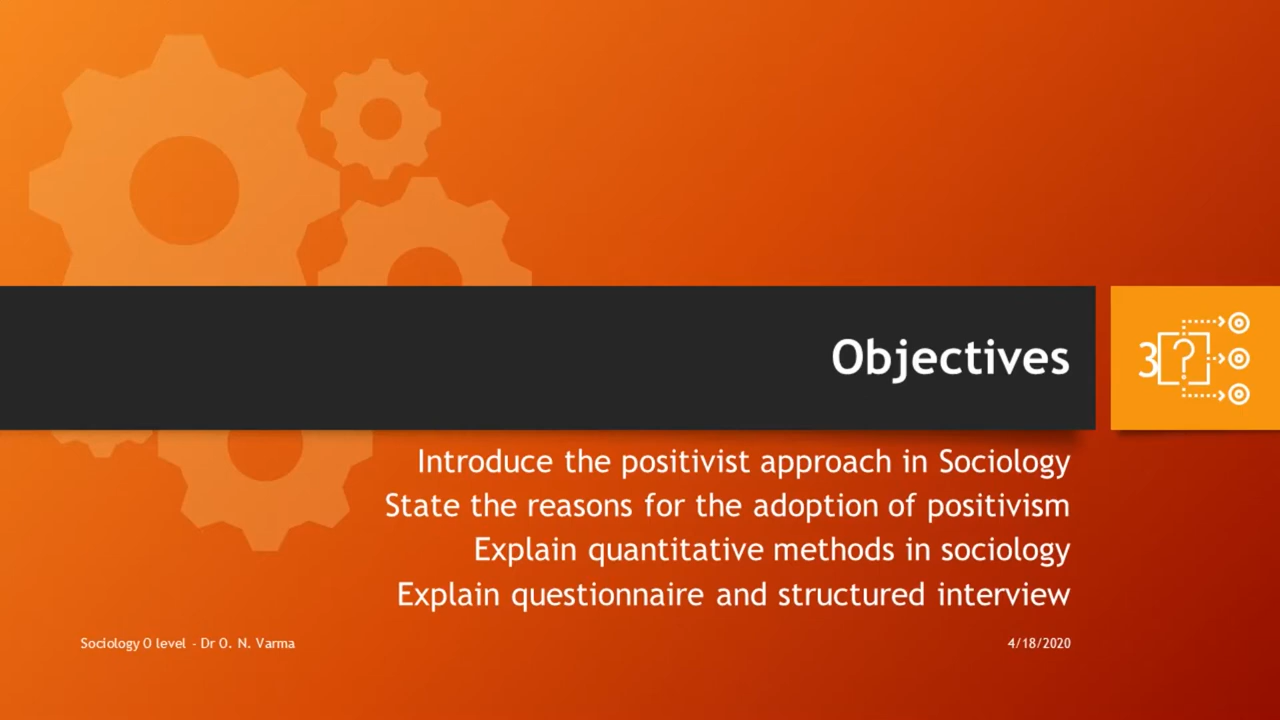 Objectives
3
?
Introduce the positivist approach in Sociology
State the reasons for the adoption of positivism
Explain quantitative methods in sociology
Explain questionnaire and structured interview
Sociology O level - Dr O. N. Varma
4/18/2020